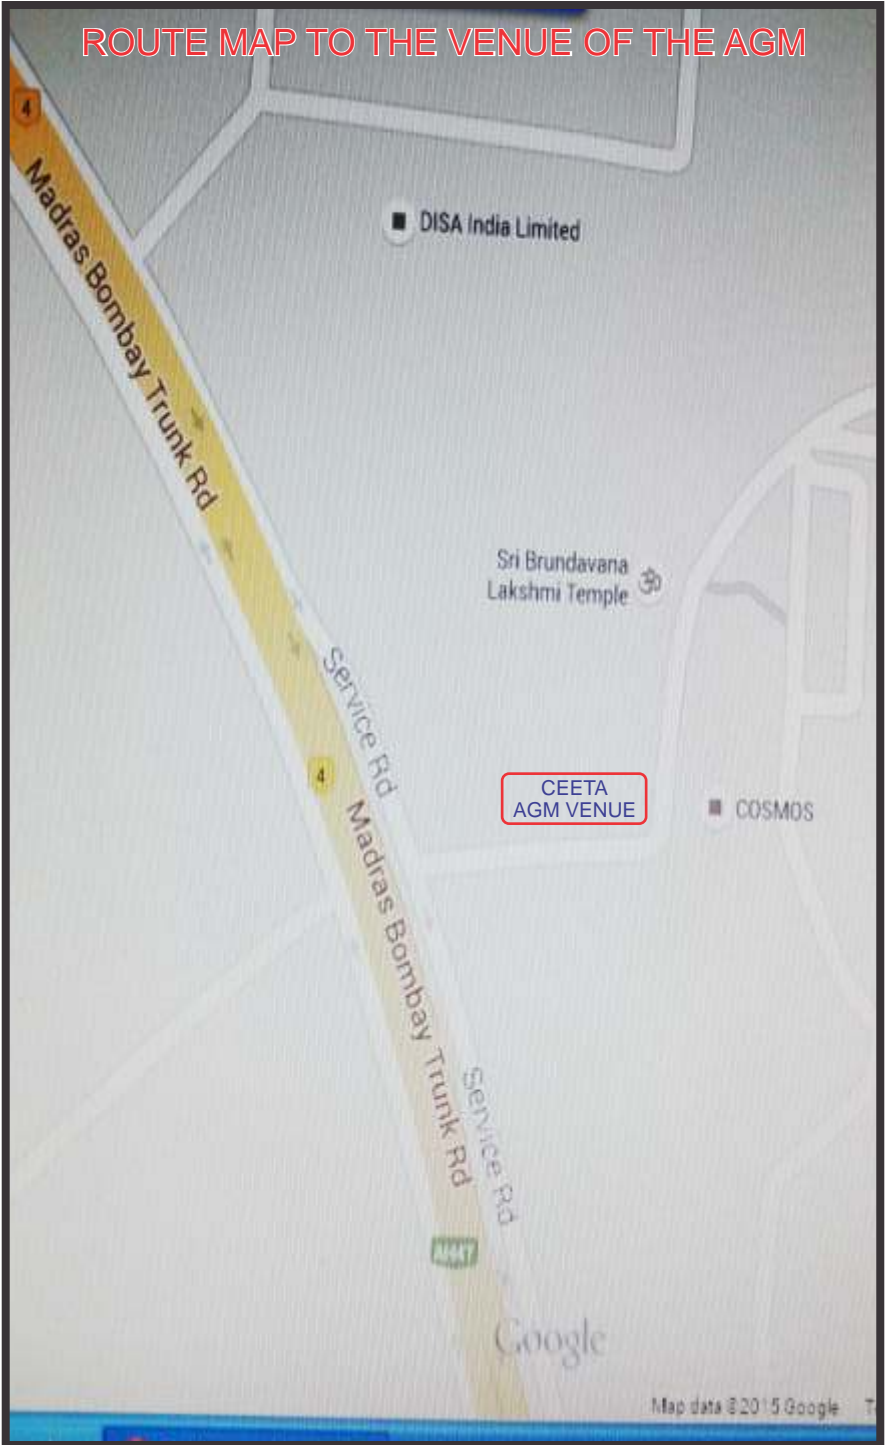 ROUTE MAP TO THE VENUE OF THE AGM
4
Madras Bombay Trunk Rd
DISA India Limited
Sri Brundavana
Lakshmi Temple
Service Rd
4
CEETA
AGM VENUE
COSMOS
Madras Bombay Trunk Rd
Service Rd
AH47
Google
Map data ©2015 Google